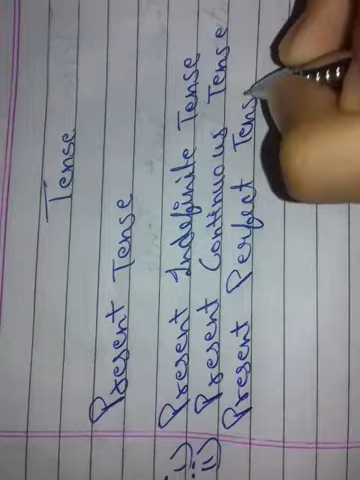 Tense
Present Tense
i) Present Indefinite Tense
ii) Present Continuous Tense
Present Perfect Tens